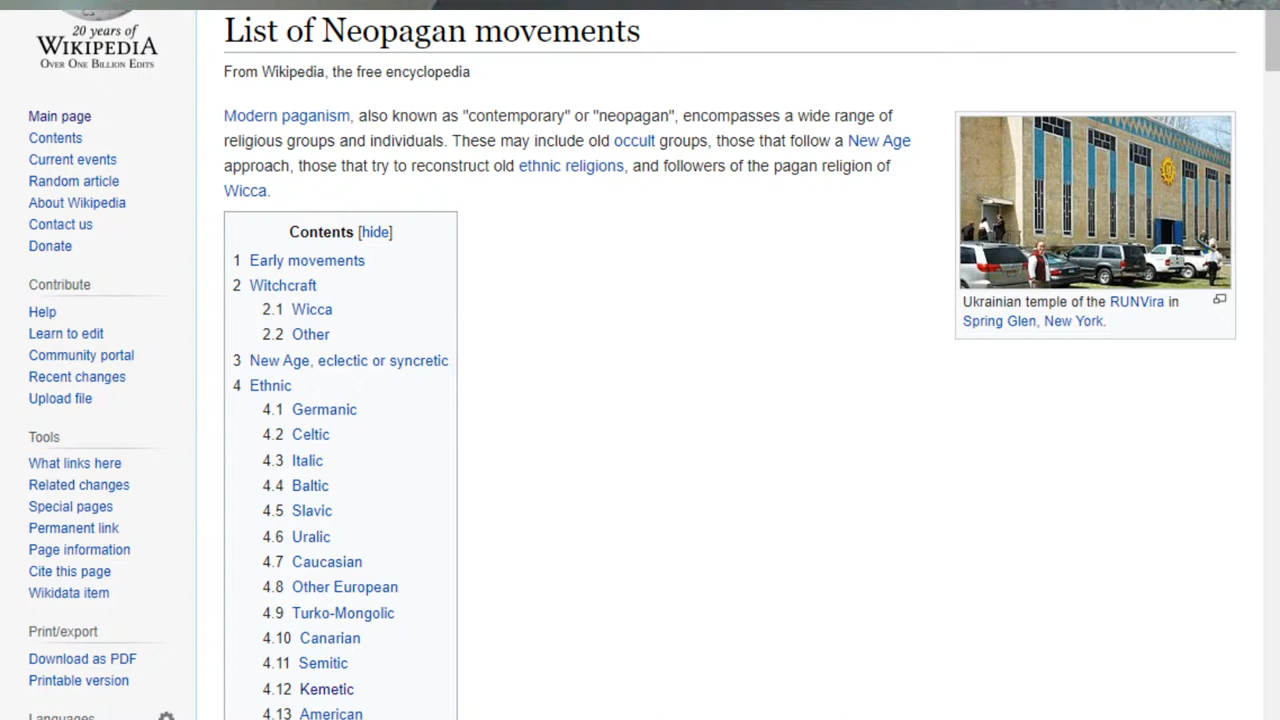 20 years of
WIKIPEDIA
OVER ONE BILLION EDITS
Main page
Contents
Current events
Random article
About Wikipedia
Contact us
Donate
Contribute
Help
Learn to edit
Community portal
Recent changes
Upload file
Tools
What links here
Related changes
Special pages
Permanent link
Page information
Cite this page
Wikidata item
Print/export
Download as PDF
Printable version
Languages
List of Neopagan movements
From Wikipedia, the free encyclopedia
Modern paganism, also known as "contemporary" or "neopagan", encompasses a wide range of
religious groups and individuals. These may include old occult groups, those that follow a New Age
approach, those that try to reconstruct old ethnic religions, and followers of the pagan religion of
Wicca.
Contents [hide]
1 Early movements
2 Witchcraft
2.1 Wicca
2.2 Other
3 New Age, eclectic or syncretic
4 Ethnic
4.1 Germanic
4.2 Celtic
4.3 Italic
4.4 Baltic
4.5 Slavic
4.6 Uralic
4.7 Caucasian
4.8 Other European
4.9 Turko-Mongolic
4.10 Canarian
4.11 Semitic
4.12 Kemetic
4.13 American
Ukrainian temple of the RUNVira in
Spring Glen, New York.